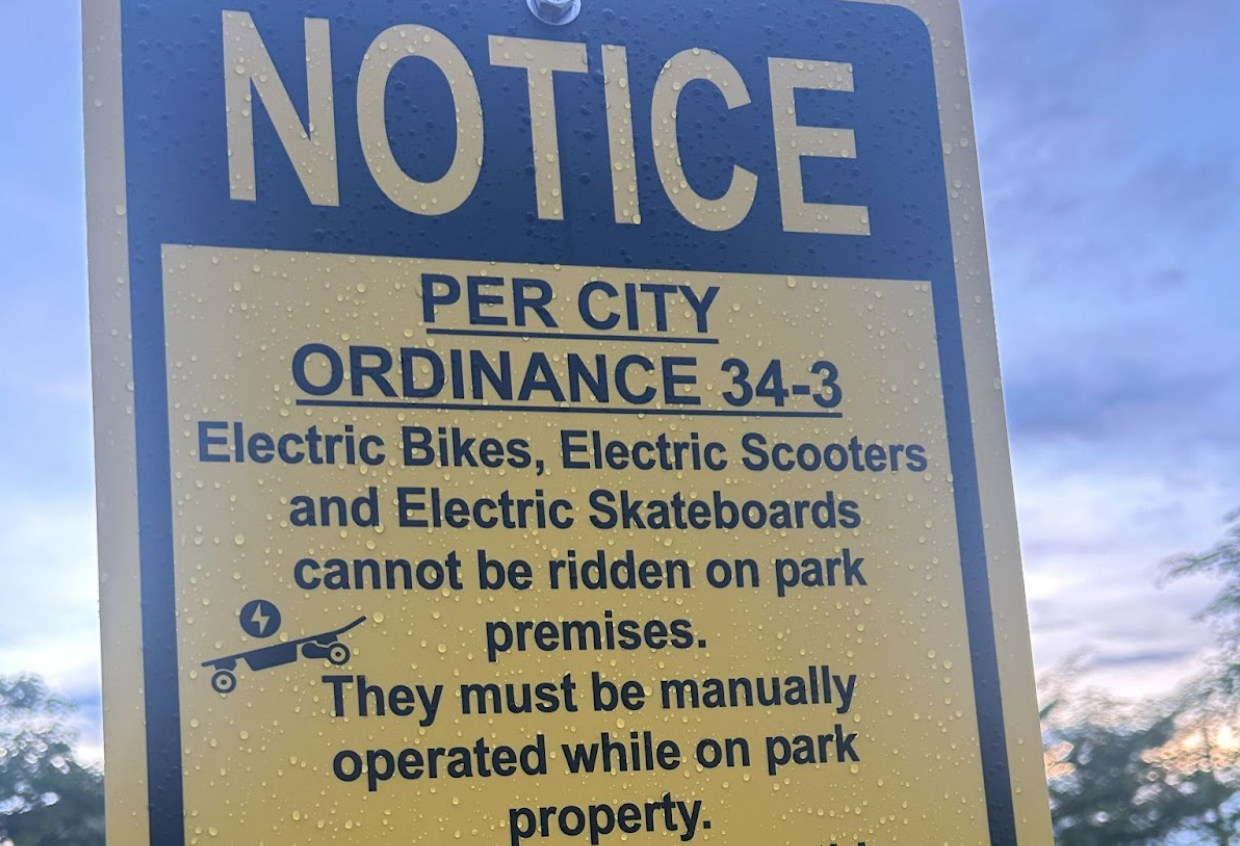 NOTICE
PER CITY
ORDINANCE 34-3
Electric Bikes, Electric Scooters
and Electric Skateboards
cannot be ridden on park
premises.
They must be manually
operated while on park
property.